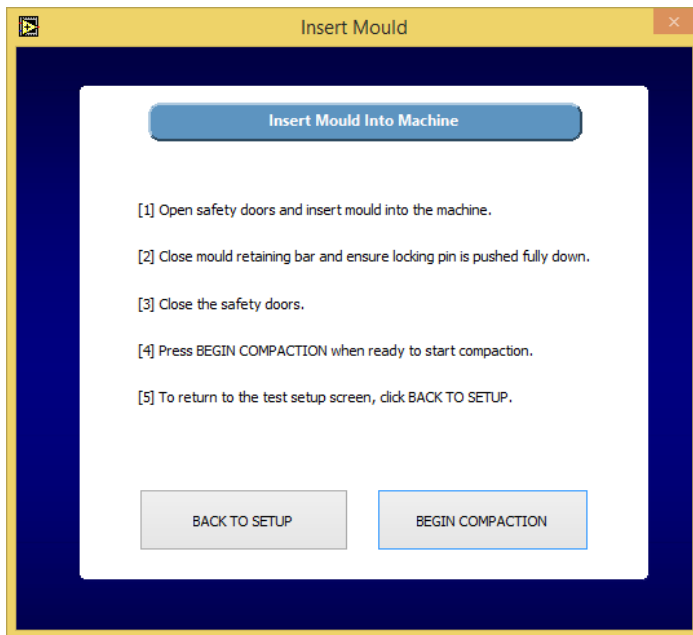 Insert Mould
Insert Mould Into Machine
[1] Open safety doors and insert mould into the machine.
[2] Close mould retaining bar and ensure locking pin is pushed fully down.
[3] Close the safety doors.
[4] Press BEGIN COMPACTION when ready to start compaction.
[5] To return to the test setup screen, click BACK TO SETUP.
BACK TO SETUP
BEGIN COMPACTION